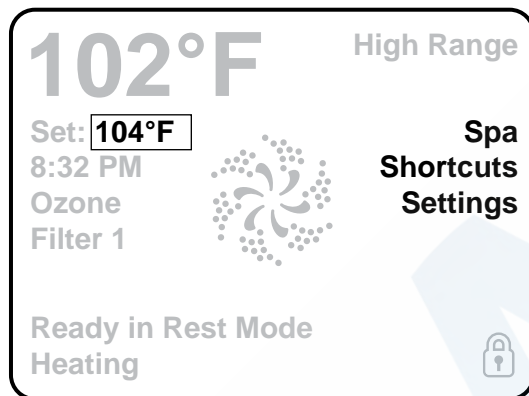 102°F
High Range
Set: 104°F
Spa
8:32 PM
Shortcuts
Ozone
Settings
Filter 1
Ready in Rest Mode
Heating